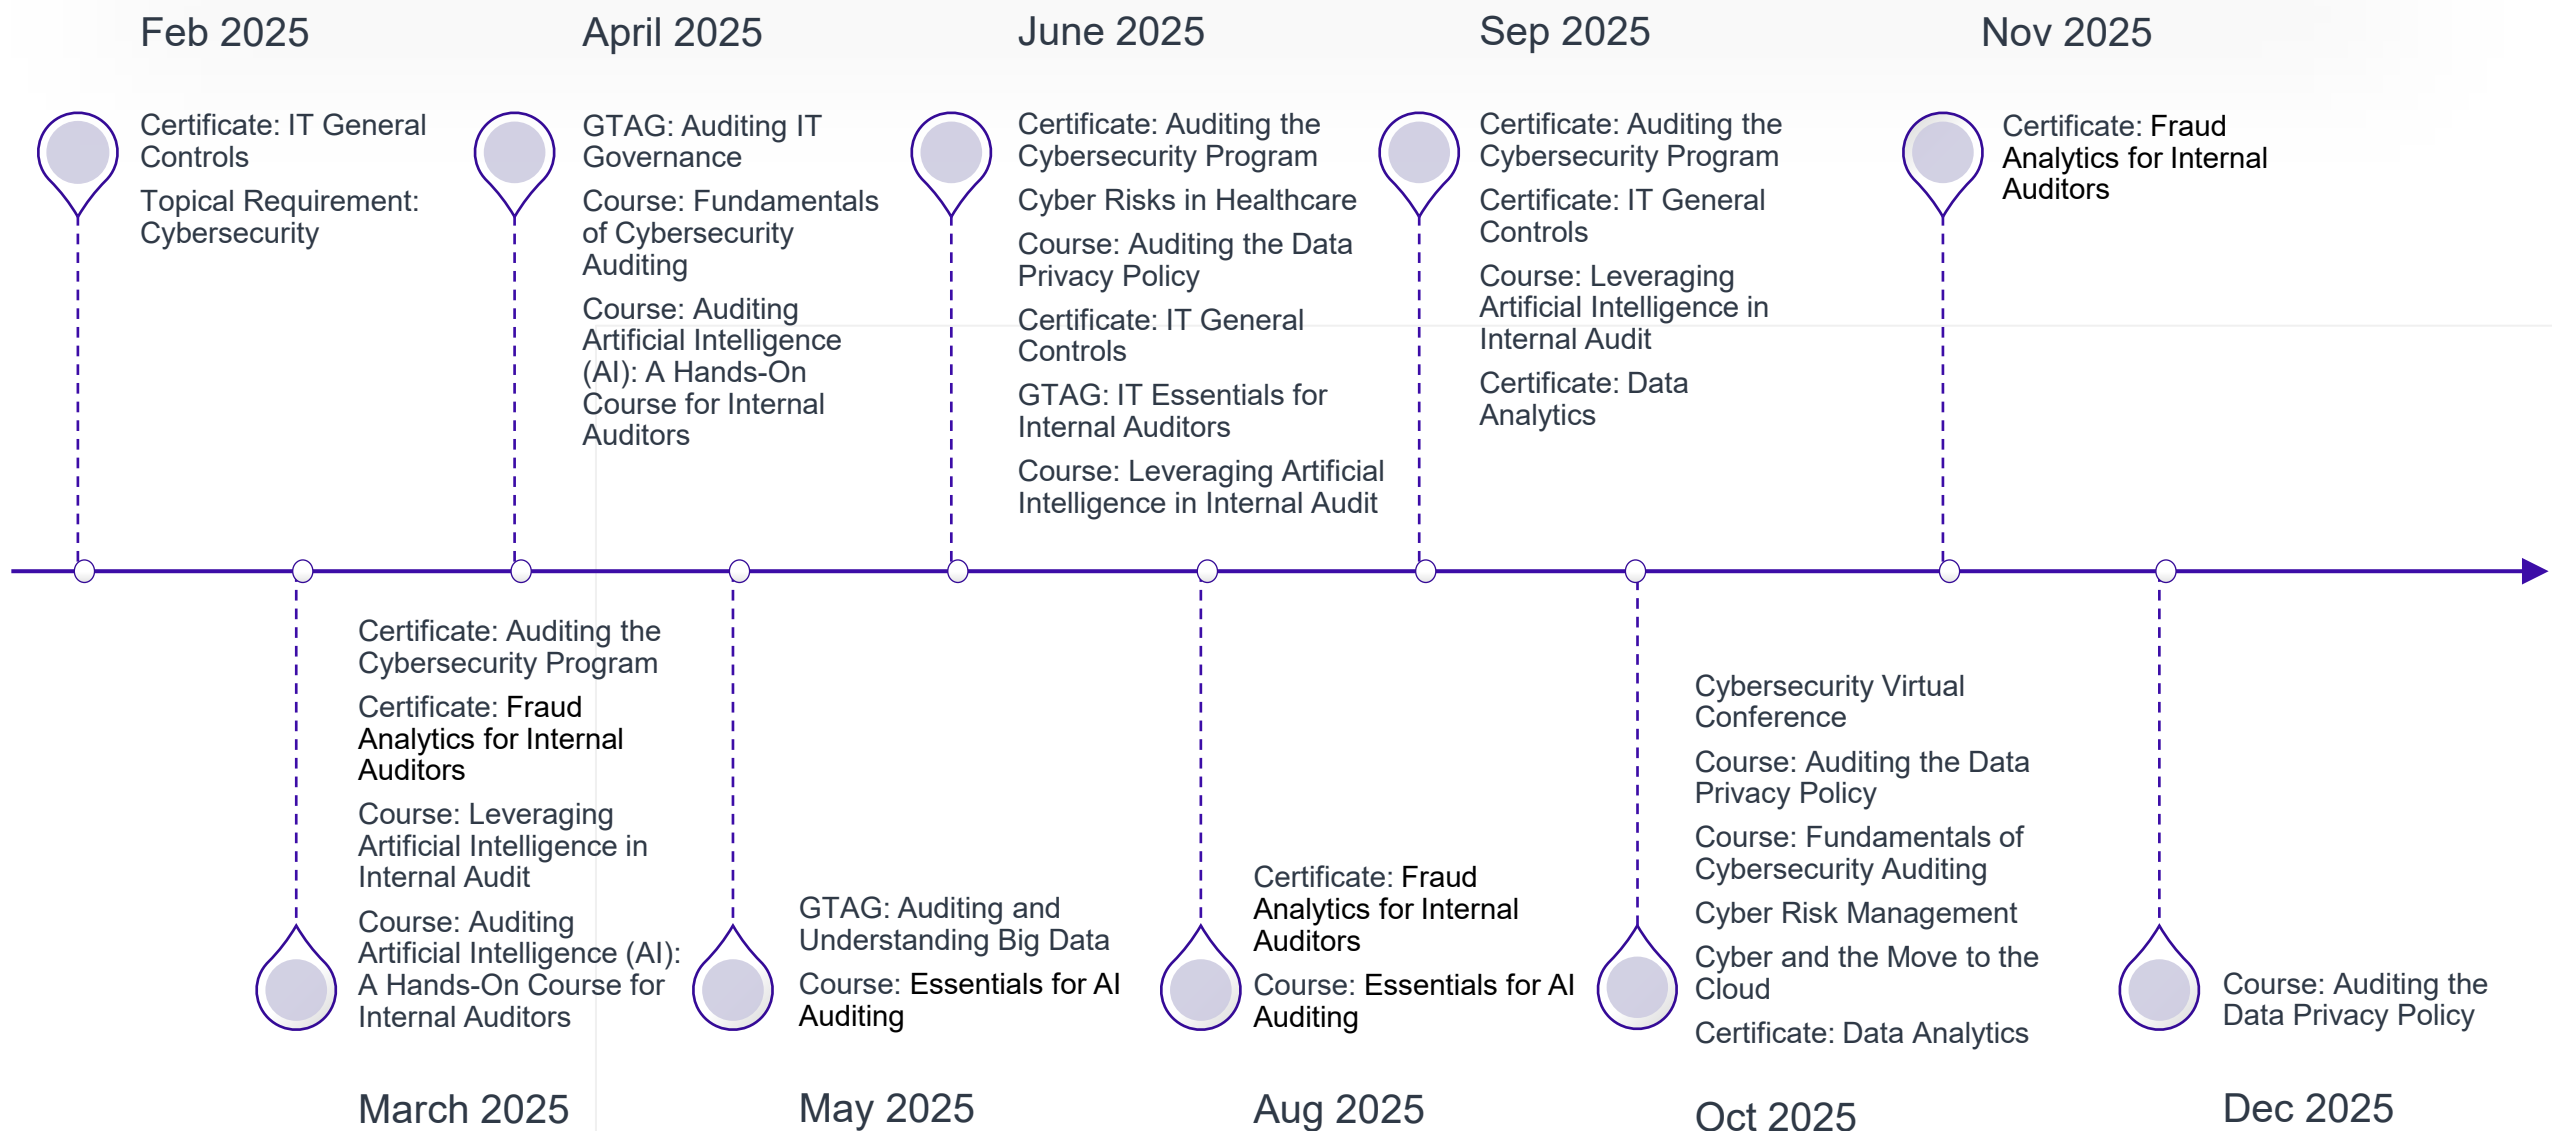 Feb 2025
Certificate: IT General
Controls
Topical Requirement:
Cybersecurity
April 2025
GTAG: Auditing IT
Governance
Course: Fundamentals
of Cybersecurity
Auditing
Course: Auditing
Artificial Intelligence
(AI): A Hands-On
Course for Internal
Auditors
June 2025
Certificate: Auditing the
Cybersecurity Program
Cyber Risks in Healthcare
Course: Auditing the Data
Privacy Policy
Certificate: IT General
Controls
GTAG: IT Essentials for
Internal Auditors
Course: Leveraging Artificial
Intelligence in Internal Audit
Sep 2025
Certificate: Auditing the
Cybersecurity Program
Certificate: IT General
Controls
Course: Leveraging
Artificial Intelligence in
Internal Audit
Certificate: Data
Analytics
Nov 2025
Certificate: Fraud
Analytics for Internal
Auditors
Certificate: Auditing the
Cybersecurity Program
Certificate: Fraud
Analytics for Internal
Auditors
Course: Leveraging
Artificial Intelligence in
Internal Audit
Course: Auditing
Artificial Intelligence (AI):
A Hands-On Course for
Internal Auditors
March 2025
GTAG: Auditing and
Understanding Big Data
Course: Essentials for AI
Auditing
May 2025
Certificate: Fraud
Analytics for Internal
Auditors
Course: Essentials for AI
Auditing
Aug 2025
Cybersecurity Virtual
Conference
Course: Auditing the Data
Privacy Policy
Course: Fundamentals of
Cybersecurity Auditing
Cyber Risk Management
Cyber and the Move to the
Cloud
Certificate: Data Analytics
Oct 2025
Course: Auditing the
Data Privacy Policy
Dec 2025